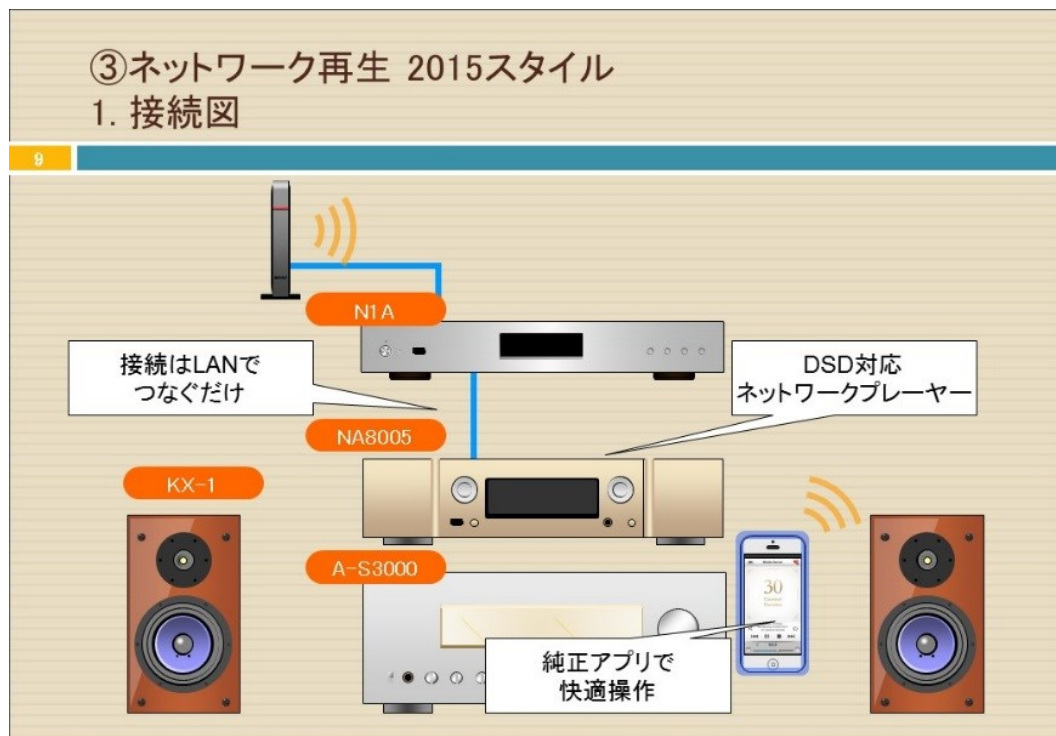 ③ネットワーク再生 2015スタイル
1. 接続図
9
N1A
接続はLANで
つなぐだけ
DSD対応
ネットワークプレーヤー
NA8005
KX-1
A-S3000
30
純正アプリで
快適操作